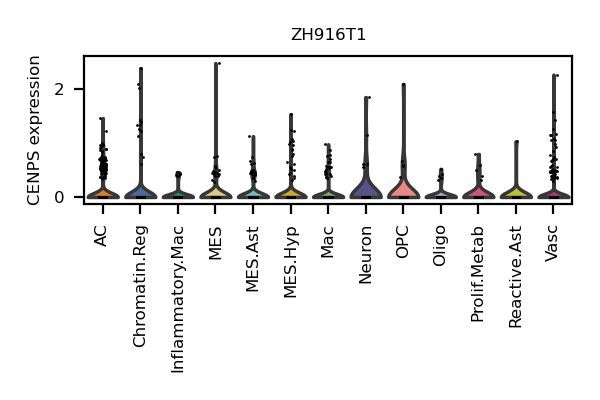 ZH916T1
CENPS expression
2
0
AC
Chromatin.Reg
Inflammatory.Mac
MES
MES.Ast
MES.Hyp
Mac
Neuron
OPC
Oligo
Prolif.Metab
Reactive.Ast
Vasc